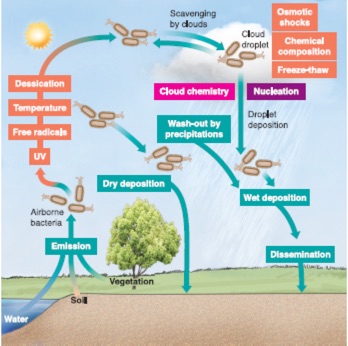 Scavenging
by clouds
Osmotic
shocks
Cloud
droplet
Chemical
composition
Freeze-thaw
Dessication
Cloud chemistry
Nucleation
Temperature
Wash-out by
precipitations
Droplet
deposition
Free radicals
UV
Dry deposition
Wet deposition
Airborne
bacteria
Emission
Dissemination
Vegetation
Soil
Water